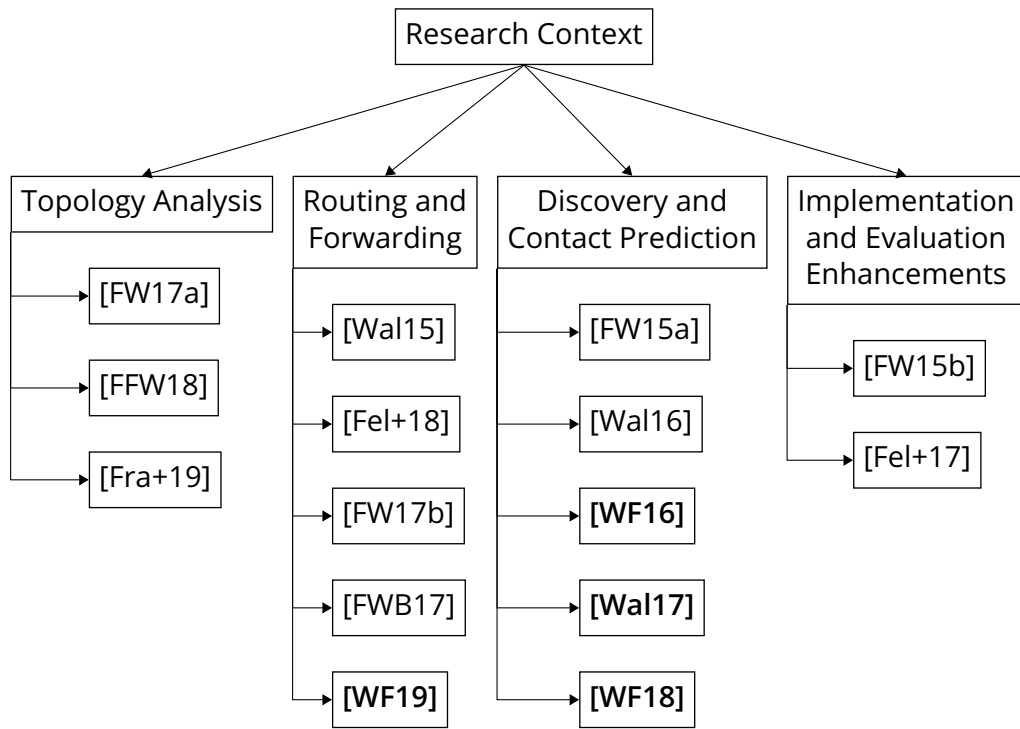 Research Context
Topology Analysis
[FW17a]
[FFW18]
[Fra+19]
Routing and
Forwarding
[Wal15]
[Fel+18]
[FW17b]
[FWB17]
[WF19]
Discovery and
Contact Prediction
[FW15a]
[Wal16]
[WF16]
[Wal17]
[WF18]
Implementation
and Evaluation
Enhancements
[FW15b]
[Fel+17]